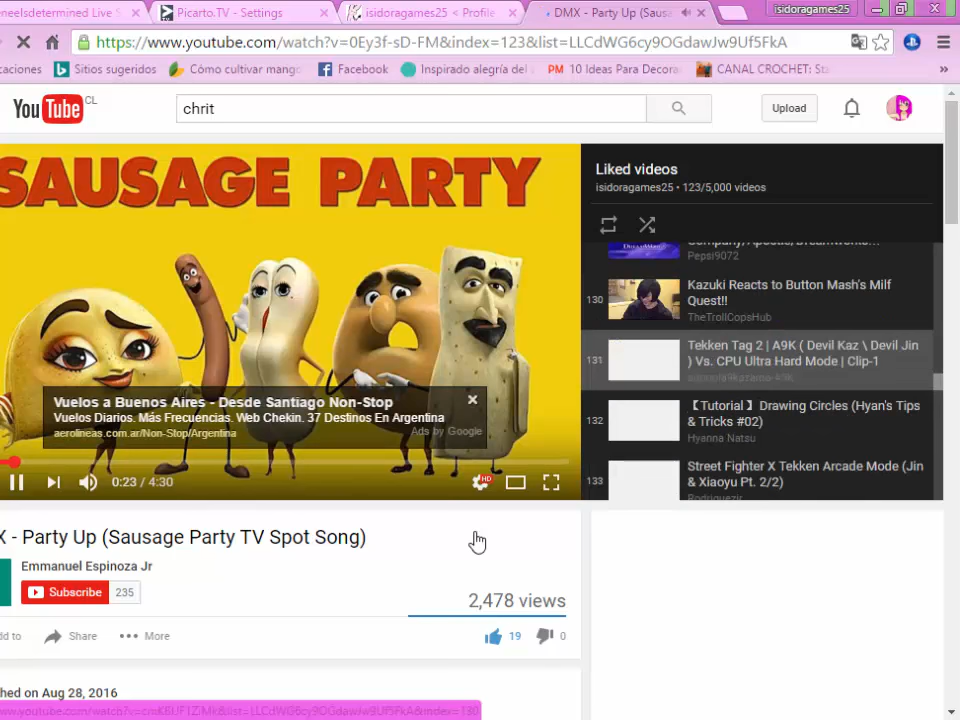 neelsdetermined Live S
Picarto.TV - Settings
isidoragames25 < Profile
DMX - Party Up (Sausa
isidoragames25
https://www.youtube.com/watch?v=0Ey3f-sD-FM&index=123&list=LLCdWG6cy9OGdawJw9Uf5FkA
caciones
Sitios sugeridos
Cómo cultivar mango
Facebook
Inspirado alegría del
PM 10 Ideas Para Decora
CANAL CROCHET: Sta
»
YouTube CL
chrit
Upload
SAUSAGE PARTY
Vuelos a Buenos Aires - Desde Santiago Non-Stop
Vuelos Diarios. Más Frecuencias. Web Chekin. 37 Destinos En Argentina
aerolineas.com.ar/Non-Stop/Argentina
Ads by Google
0:23 / 4:30
HD
Liked videos
isidoragames25 • 123/5,000 videos
Company/Apostle/Dreamworks...
Pepsi9072
130
Kazuki Reacts to Button Mash's Milf
Quest!!
TheTrollCopsHub
131
Tekken Tag 2 | A9K ( Devil Kaz \ Devil Jin
) Vs. CPU Ultra Hard Mode | Clip-1
132
【Tutorial】Drawing Circles (Hyan's Tips
& Tricks #02)
Hyanna Natsu
133
Street Fighter X Tekken Arcade Mode (Jin
& Xiaoyu Pt. 2/2)
Rodriguezjr
X - Party Up (Sausage Party TV Spot Song)
Emmanuel Espinoza Jr
Subscribe 235
2,478 views
dd to
Share
More
19
0
hed on Aug 28, 2016